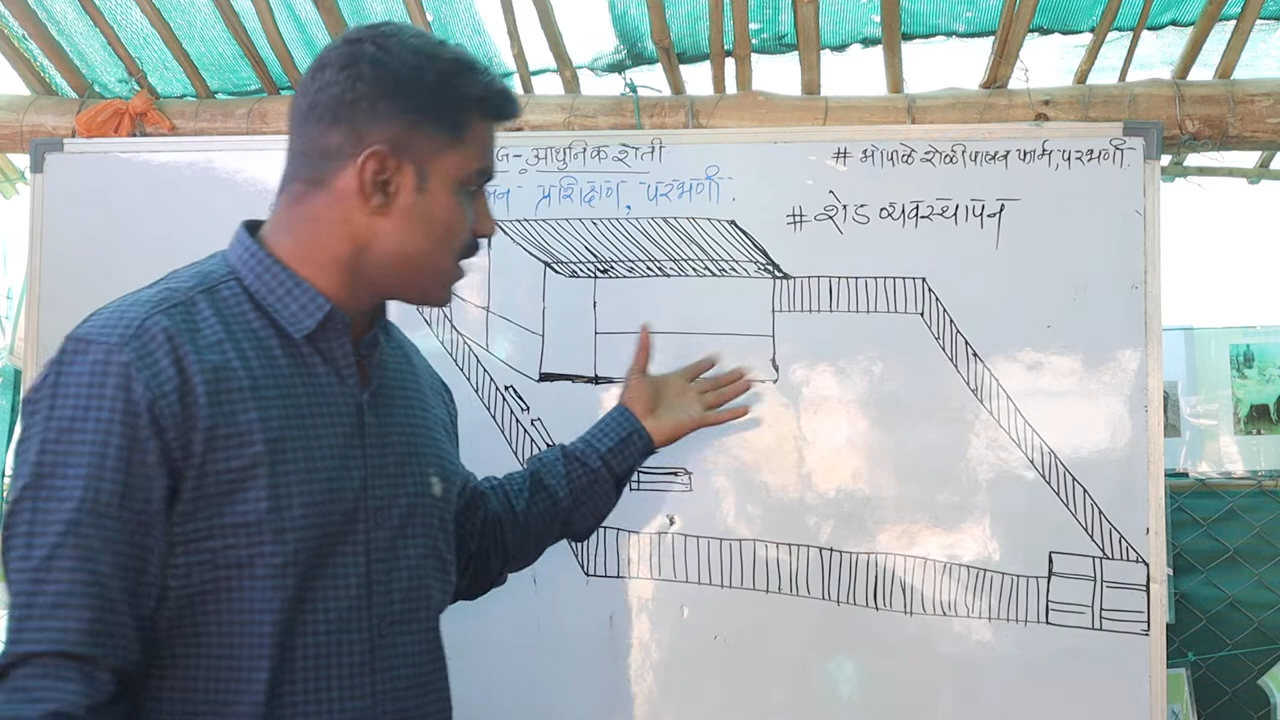 - आधुनिक शेती
प्रशिक्षण, परभणी.
# भोपाळे शेळीपालन फार्म, परभणी.
# शेड व्यवस्थापन